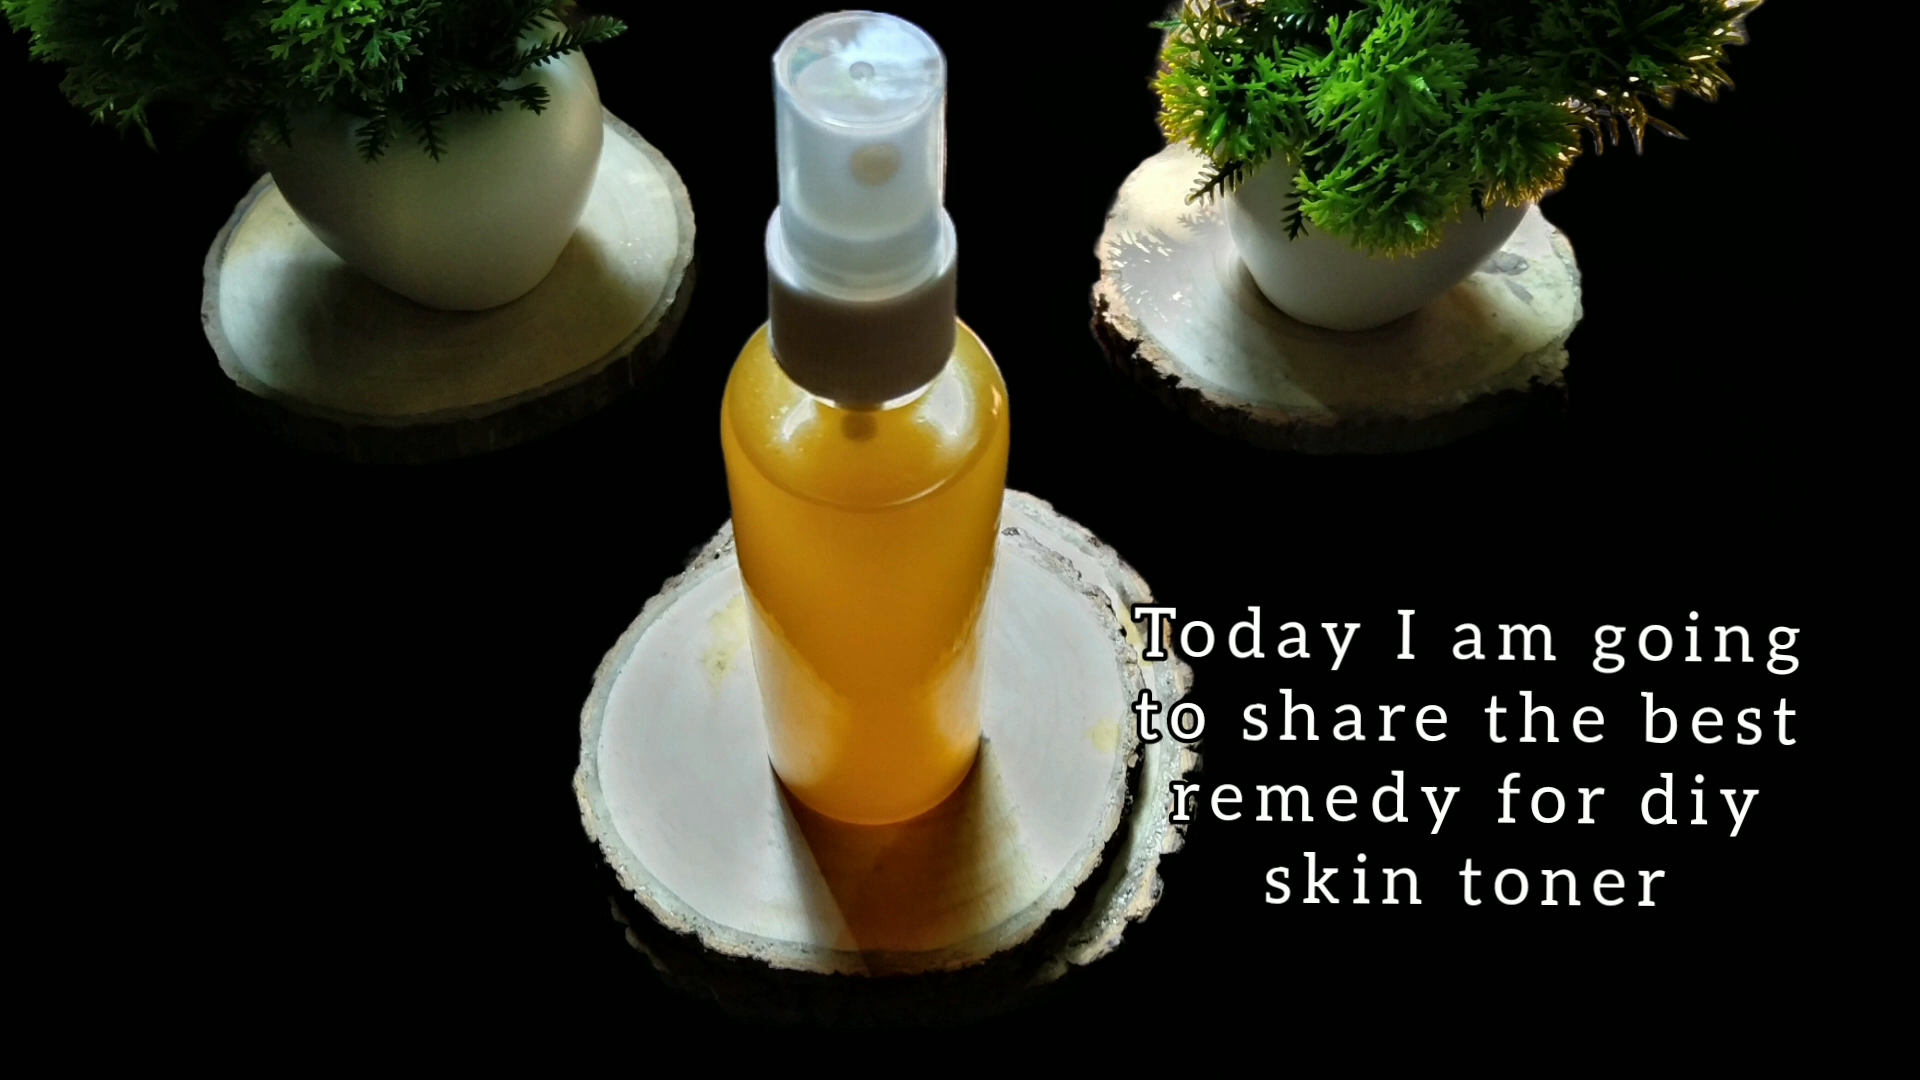 Today I am going
to share the best
remedy for diy
skin toner